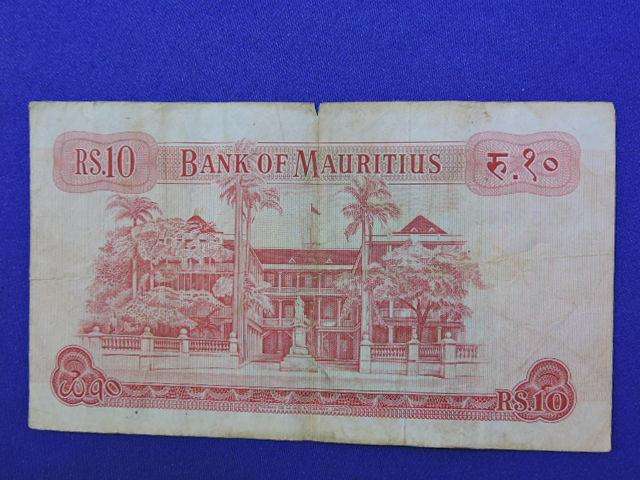 RS.10 BANK OF MAURITIUS रु.१०
RS.10